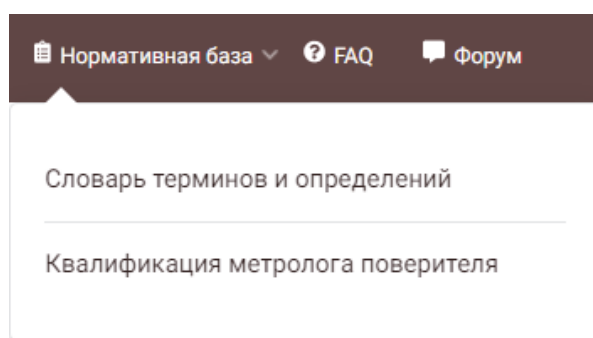 Нормативная база FAQ Форум
Словарь терминов и определений
Квалификация метролога поверителя